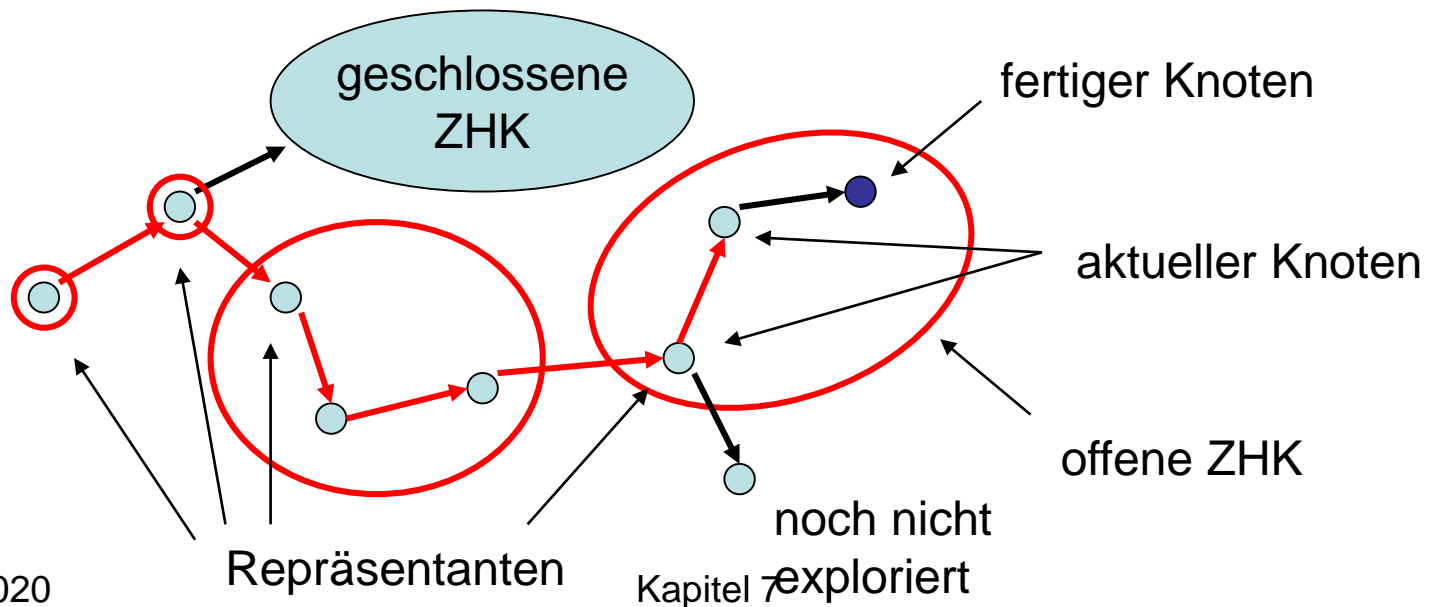 geschlossene
ZHK
fertiger Knoten
aktueller Knoten
offene ZHK
noch nicht
exploriert
Repräsentanten
020
Kapitel 7